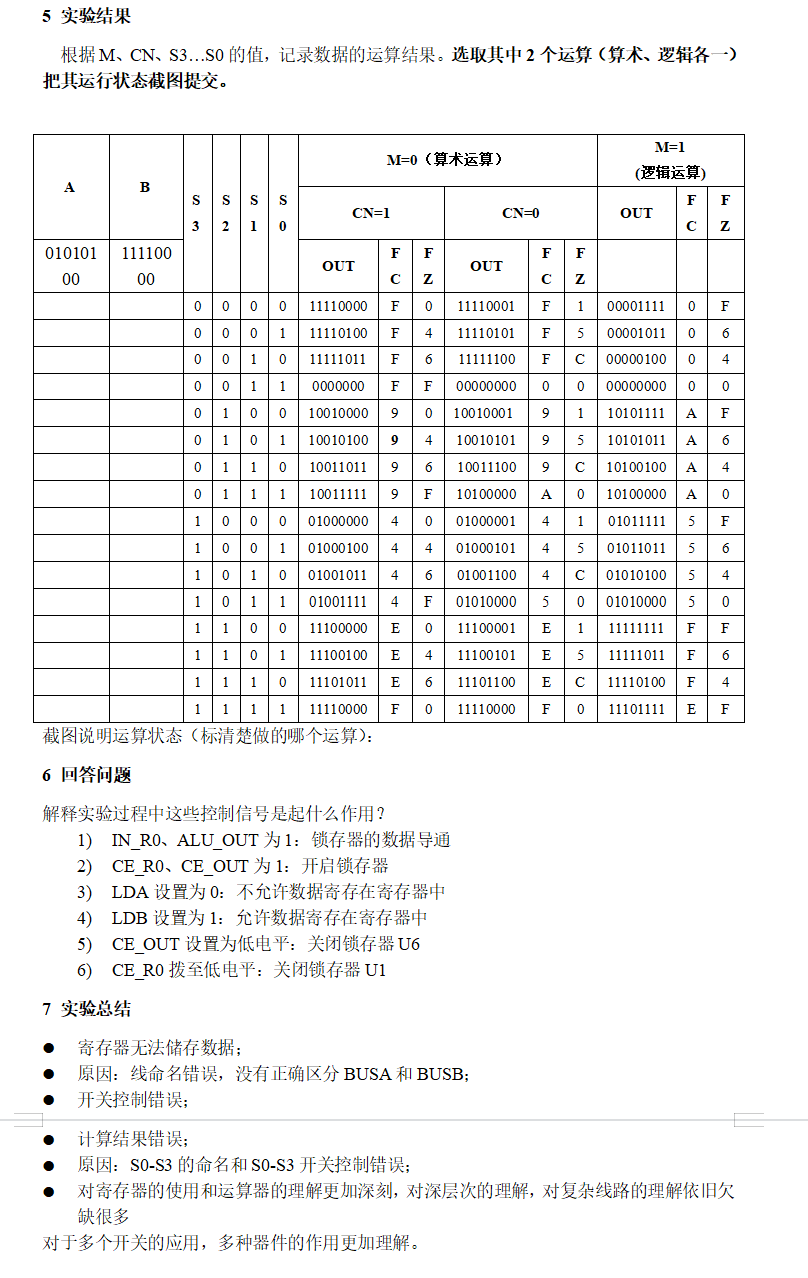 5 实验结果
根据 M、CN、S3…S0 的值，记录数据的运算结果。选取其中 2 个运算（算术、逻辑各一）
把其运行状态截图提交。
A B S3 S2 S1 S0 M=0（算术运算） M=1（逻辑运算)
CN=1 CN=0 OUT FC FZ
01010100 11110000 OUT FC FZ OUT FC FZ
0 0 0 0 11110000 F 0 11110001 F 1 00001111 0 F
0 0 0 1 11110100 F 4 11110101 F 5 00001011 0 6
0 0 1 0 11111011 F 6 11111100 F C 00000100 0 4
0 0 1 1 0000000 F F 00000000 0 0 00000000 0 0
0 1 0 0 10010000 9 0 10010001 9 1 10101111 A F
0 1 0 1 10010100 9 4 10010101 9 5 10101011 A 6
0 1 1 0 10011011 9 6 10011100 9 C 10100100 A 4
0 1 1 1 10011111 9 F 10100000 A 0 10100000 A 0
1 0 0 0 01000000 4 0 01000001 4 1 01011111 5 F
1 0 0 1 01000100 4 4 01000101 4 5 01011011 5 6
1 0 1 0 01001011 4 6 01001100 4 C 01010100 5 4
1 0 1 1 01001111 4 F 01010000 5 0 01010000 5 0
1 1 0 0 11100000 E 0 11100001 E 1 11111111 F F
1 1 0 1 11100100 E 4 11100101 E 5 11111011 F 6
1 1 1 0 11101011 E 6 11101100 E C 11110100 F 4
1 1 1 1 11110000 F 0 11110000 F 0 11101111 E F
截图说明运算状态（标清楚做的哪个运算）：
6 回答问题
解释实验过程中这些控制信号是起什么作用？
1) IN_R0、ALU_OUT 为 1：锁存器的数据导通
2) CE_R0、CE_OUT 为 1：开启锁存器
3) LDA 设置为 0：不允许数据寄存在寄存器中
4) LDB 设置为 1：允许数据寄存在寄存器中
5) CE_OUT 设置为低电平：关闭锁存器 U6
6) CE_R0 拨至低电平：关闭锁存器 U1
7 实验总结
● 寄存器无法储存数据；
● 原因：线命名错误，没有正确区分 BUSA 和 BUSB；
● 开关控制错误；
● 计算结果错误；
● 原因：S0-S3 的命名和 S0-S3 开关控制错误；
● 对寄存器的使用和运算器的理解更加深刻，对深层次的理解，对复杂线路的理解依旧欠
缺很多
对于多个开关的应用，多种器件的作用更加理解。